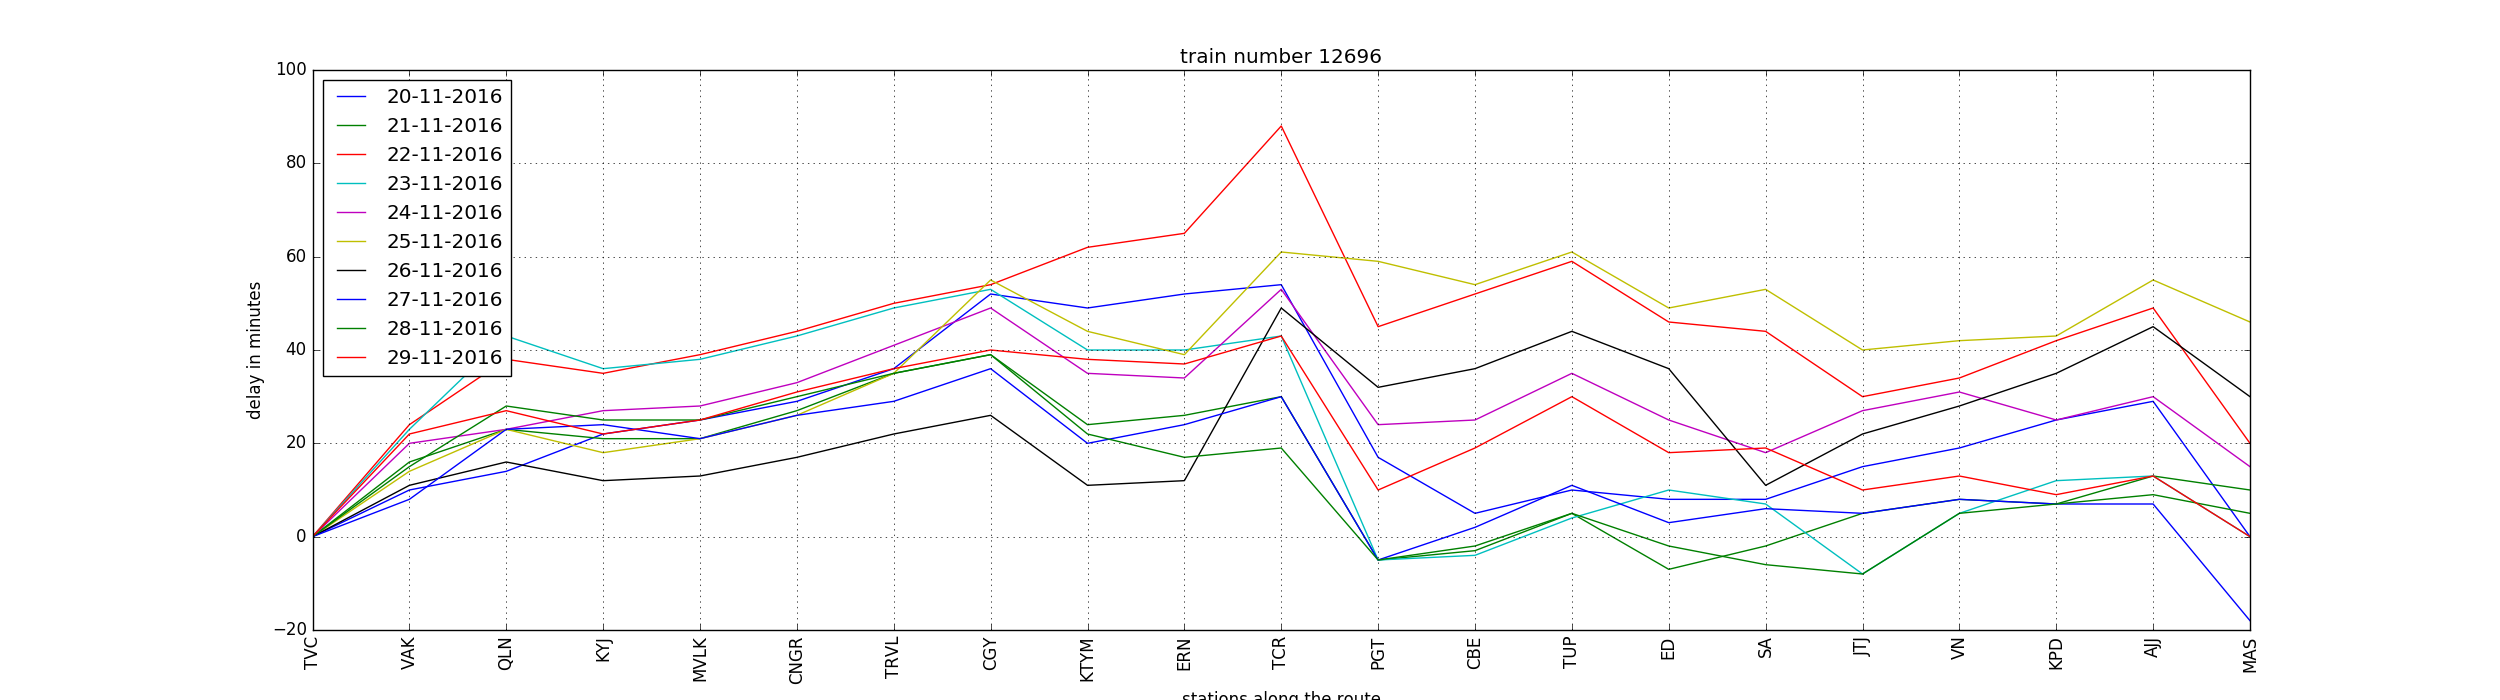 train number 12696
100
80
60
40
20
0
−20
delay in minutes
20-11-2016
21-11-2016
22-11-2016
23-11-2016
24-11-2016
25-11-2016
26-11-2016
27-11-2016
28-11-2016
29-11-2016
TVC
VAK
QLN
KYJ
MVLK
CNGR
TRVL
CGY
KTYM
ERN
TCR
PGT
CBE
TUP
ED
SA
JTJ
VN
KPD
AJJ
MAS
stations along the route